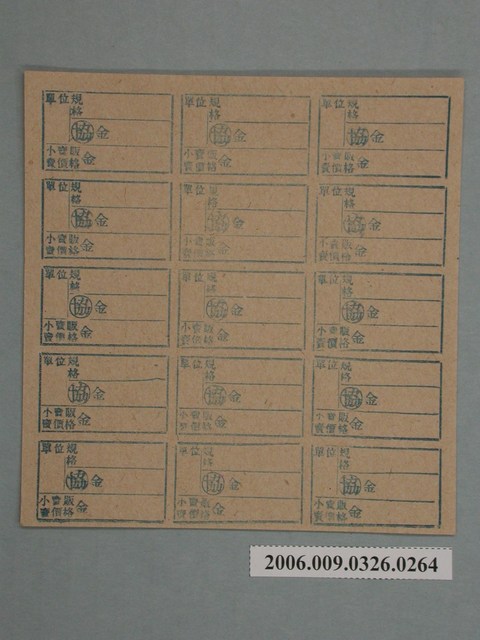 單位規 單位規 單位規
格 格 格
協金 協金 協金
小賣販 小賣販 小賣販
賣價格金 賣價格金 賣價格金
單位規 單位規 單位規
格 格 格
協金 協金 協金
小賣販 小賣販 小賣販
賣價格金 賣價格金 賣價格金
單位規 單位規 單位規
格 格 格
協金 協金 協金
小賣販 小賣販 小賣販
賣價格金 賣價格金 賣價格金
單位規 單位規 單位規
格 格 格
協金 協金 協金
小賣販 小賣販 小賣販
賣價格金 賣價格金 賣價格金
單位規 單位規 單位規
格 格 格
協金 協金 協金
小賣販 小賣販 小賣販
賣價格金 賣價格金 賣價格金
2006.009.0326.0264